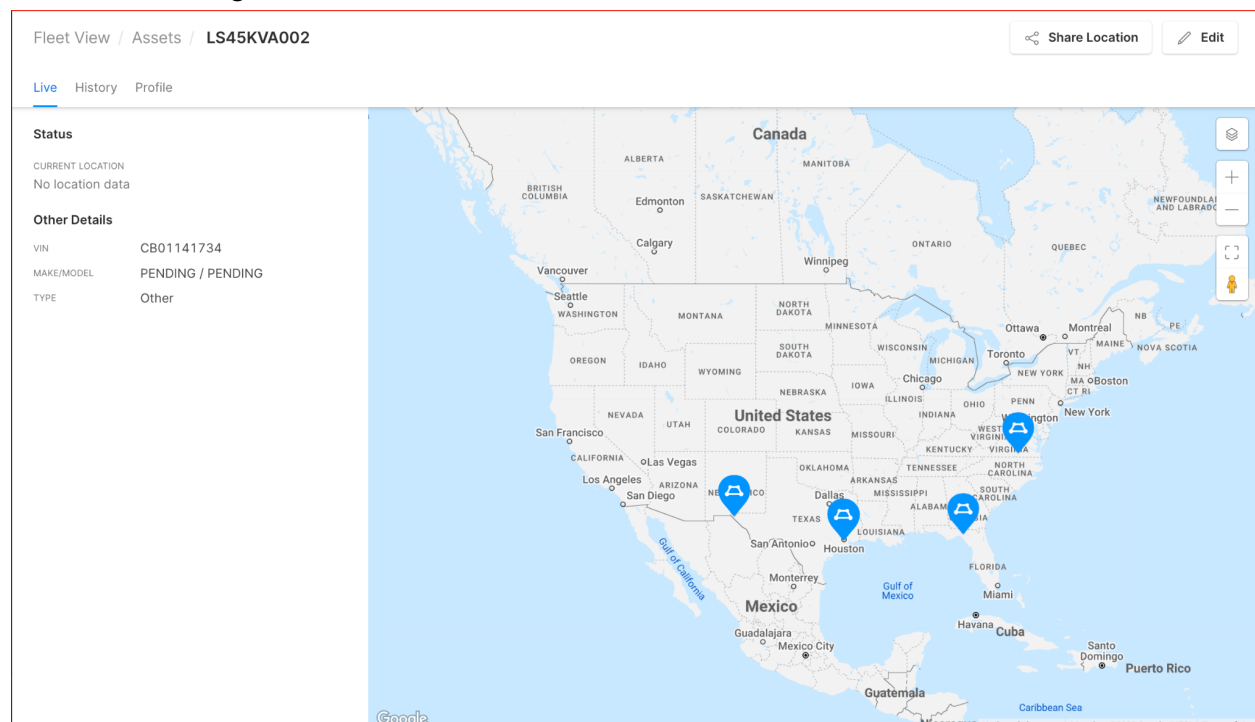 Fleet View / Assets / LS45KVA002
Share Location
Edit
Live History Profile
Status
CURRENT LOCATION
No location data
Other Details
VIN CB01141734
MAKE/MODEL PENDING / PENDING
TYPE Other
Canada
ALBERTA
MANITOBA
BRITISH
COLUMBIA
SASKATCHEWAN
Edmonton
NEWFOUNDLA
AND LABRADO
Calgary
ONTARIO
QUEBEC
Winnipeg
Vancouver
Seattle
WASHINGTON
MONTANA
NORTH
DAKOTA
MINNESOTA
Ottawa
Montreal
NB
PE
MAINE
NOVA SCOTIA
OREGON
IDAHO
SOUTH
DAKOTA
WISCONSIN
MICHIGAN
Toronto
VT
NH
WYOMING
NEW YORK
MA
Boston
CT RI
Chicago
IOWA
NEBRASKA
ILLINOIS
INDIANA
OHIO
PENN
New York
NEVADA
UTAH
United States
COLORADO
KANSAS
MISSOURI
WEST
VIRGINIA
San Francisco
CALIFORNIA
Las Vegas
KENTUCKY
OKLAHOMA
TENNESSEE
NORTH
CAROLINA
Los Angeles
ARIZONA
ARKANSAS
San Diego
Dallas
MISSISSIPPI
SOUTH
CAROLINA
TEXAS
LOUISIANA
San Antonio
Houston
Gulf of California
FLORIDA
Monterrey
Gulf of
Mexico
Miami
Mexico
Havana
Cuba
Guadalajara
Mexico City
Santo
Domingo
Puerto Rico
Guatemala
Caribbean Sea
Google